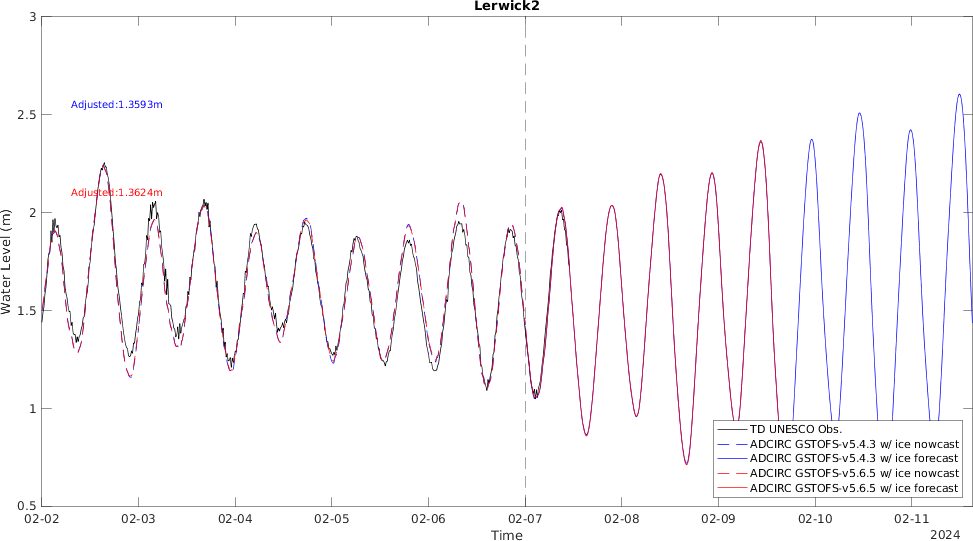 Lerwick2
3
2.5
2
1.5
1
0.5
Water Level (m)
Adjusted:1.3593m
Adjusted:1.3624m
TD UNESCO Obs.
ADCIRC GSTOFS-v5.4.3 w/ ice nowcast
ADCIRC GSTOFS-v5.4.3 w/ ice forecast
ADCIRC GSTOFS-v5.6.5 w/ ice nowcast
ADCIRC GSTOFS-v5.6.5 w/ ice forecast
02-02 02-03 02-04 02-05 02-06 02-07 02-08 02-09 02-10 02-11
Time
2024